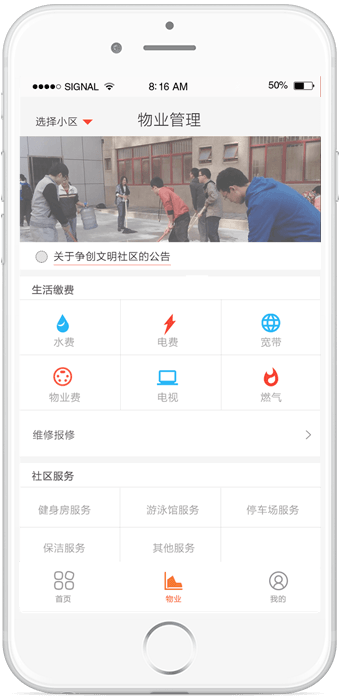 SIGNAL 8:16 AM 50%
选择小区 物业管理
关于争创文明社区的公告
生活缴费
水费 电费 宽带
物业费 电视 燃气
维修报修
社区服务
健身房服务 游泳馆服务 停车场服务
保洁服务 其他服务
首页 物业 我的